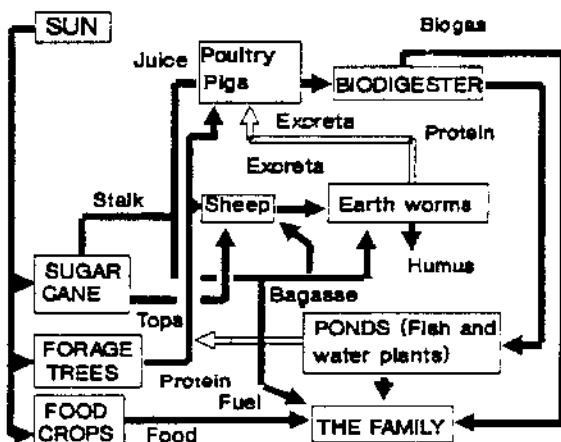 SUN
Biogas
Juice
Poultry
Pigs
BIODIGESTER
Excreta
Protein
Excreta
Stalk
Sheep
Earth worms
SUGAR
CANE
Humus
Bagasse
Tops
PONDS (Fish and
water plants)
FORAGE
TREES
Protein
Fuel
FOOD
CROPS
Food
THE FAMILY